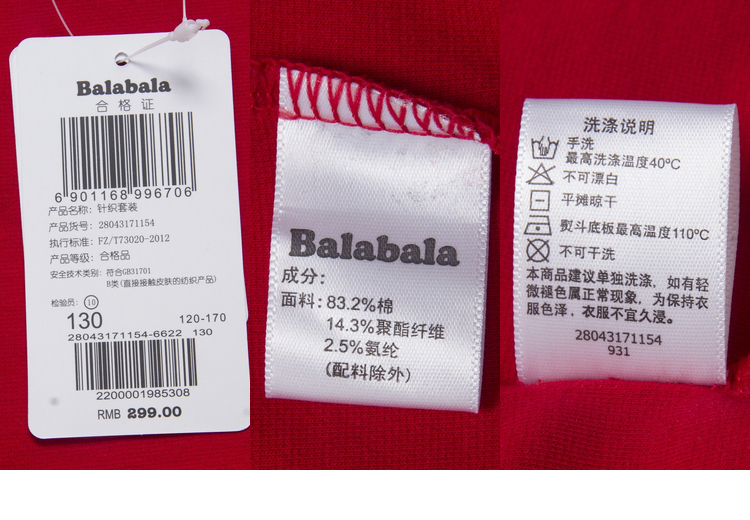 Balabala
合格证
6 901168 996706
产品名称: 针织套装
产品货号: 28043171154
执行标准: FZ/T73020-2012
产品等级: 合格品
安全技术类别: 符合GB31701
B类(直接接触皮肤的纺织产品)
检验员: 10
130 120-170
28043171154-6622 130
2200001985308
RMB 299.00
Balabala
成分:
面料: 83.2%棉
14.3%聚酯纤维
2.5%氨纶
(配料除外)
洗涤说明
手洗
最高洗涤温度40ºC
不可漂白
平摊晾干
熨斗底板最高温度110ºC
不可干洗
本商品建议单独洗涤，如有轻
微褪色属正常现象，为保持衣
服色泽，衣服不宜久浸。
28043171154
931